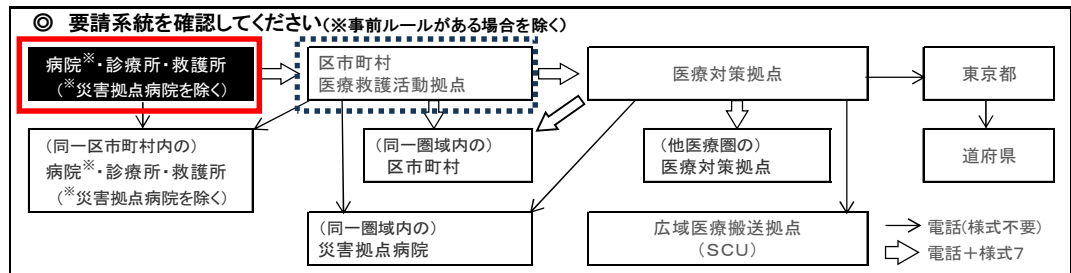 ◎ 要請系統を確認してください(※事前ルールがある場合を除く)
病院※・診療所・救護所
(※災害拠点病院を除く)
区市町村
医療救護活動拠点
医療対策拠点
東京都
(同一区市町村内の)
病院※・診療所・救護所
(※災害拠点病院を除く)
(同一圏域内の)
区市町村
(他医療圏の)
医療対策拠点
道府県
(同一圏域内の)
災害拠点病院
広域医療搬送拠点
(SCU)
電話(様式不要)
電話+様式7